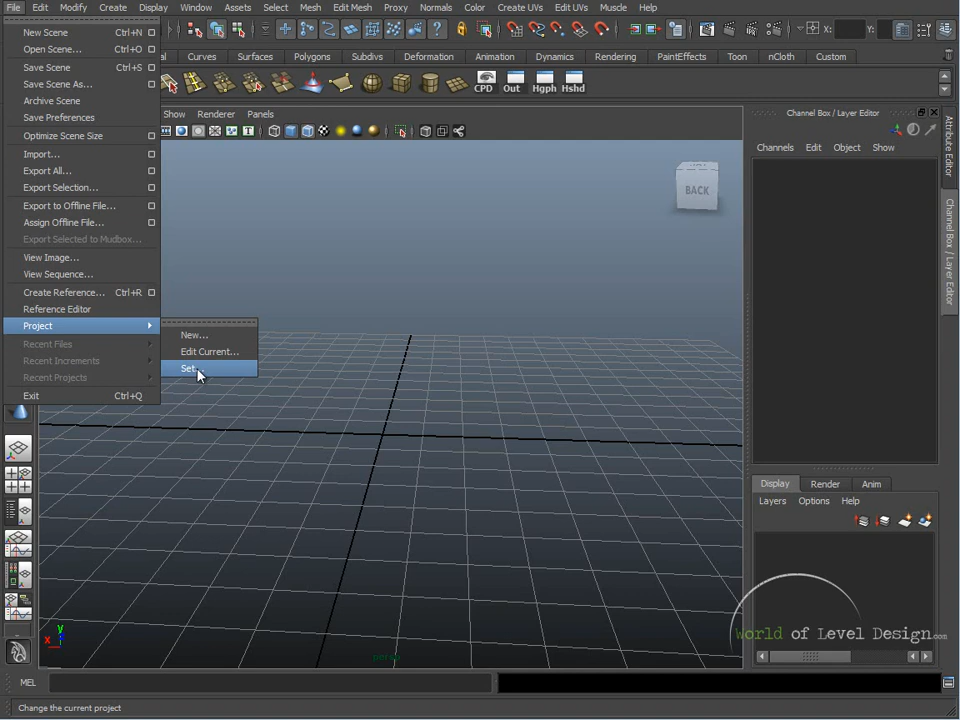 File Edit Modify Create Display Window Assets Select Mesh Edit Mesh Proxy Normals Color Create UVs Edit UVs Muscle Help
X: Y:
Curves Surfaces Polygons Subdivs Deformation Animation Dynamics Rendering PaintEffects Toon nCloth Custom
CPD Out Hgph Hshd
New Scene Ctrl+N
Open Scene... Ctrl+O
Save Scene Ctrl+S
Save Scene As...
Archive Scene
Save Preferences
Optimize Scene Size
Import...
Export All...
Export Selection...
Export to Offline File...
Assign Offline File...
Export Selected to Mudbox...
View Image...
View Sequence...
Create Reference... Ctrl+R
Reference Editor
Project
Recent Files
Recent Increments
Recent Projects
Exit Ctrl+Q
New...
Edit Current...
Set...
Show Renderer Panels
BACK
Channel Box / Layer Editor
Channels Edit Object Show
Attribute Editor
Channel Box / Layer Editor
Display Render Anim
Layers Options Help
World of Level Design.com
y
x
z
persp
MEL
Change the current project